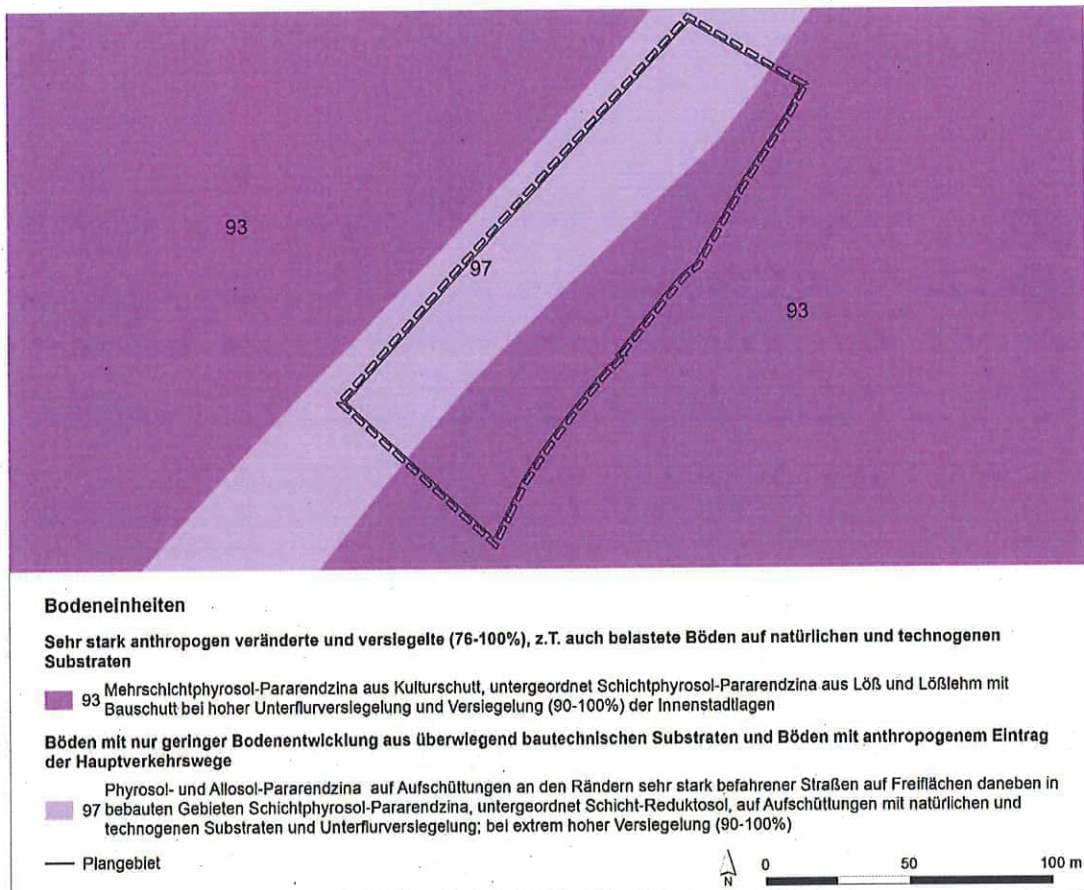 93
97
93
Bodeneinheiten
Sehr stark anthropogen veränderte und versiegelte (76-100%), z.T. auch belastete Böden auf natürlichen und technogenen
Substraten
93 Mehrschichtphyrosol-Pararendzina aus Kulturschutt, untergeordnet Schichtphyrosol-Pararendzina aus Löß und Lößlehm mit
Bauschutt bei hoher Unterflurversiegelung und Versiegelung (90-100%) der Innenstadtlagen
Böden mit nur geringer Bodenentwicklung aus überwiegend bautechnischen Substraten und Böden mit anthropogenem Eintrag
der Hauptverkehrswege
Phyrosol- und Allosol-Pararendzina auf Aufschüttungen an den Rändern sehr stark befahrener Straßen auf Freiflächen daneben in
97 bebauten Gebieten Schichtphyrosol-Pararendzina, untergeordnet Schicht-Reduktosol, auf Aufschüttungen mit natürlichen und
technogenen Substraten und Unterflurversiegelung; bei extrem hoher Versiegelung (90-100%)
Plangebiet
N
0 50 100 m